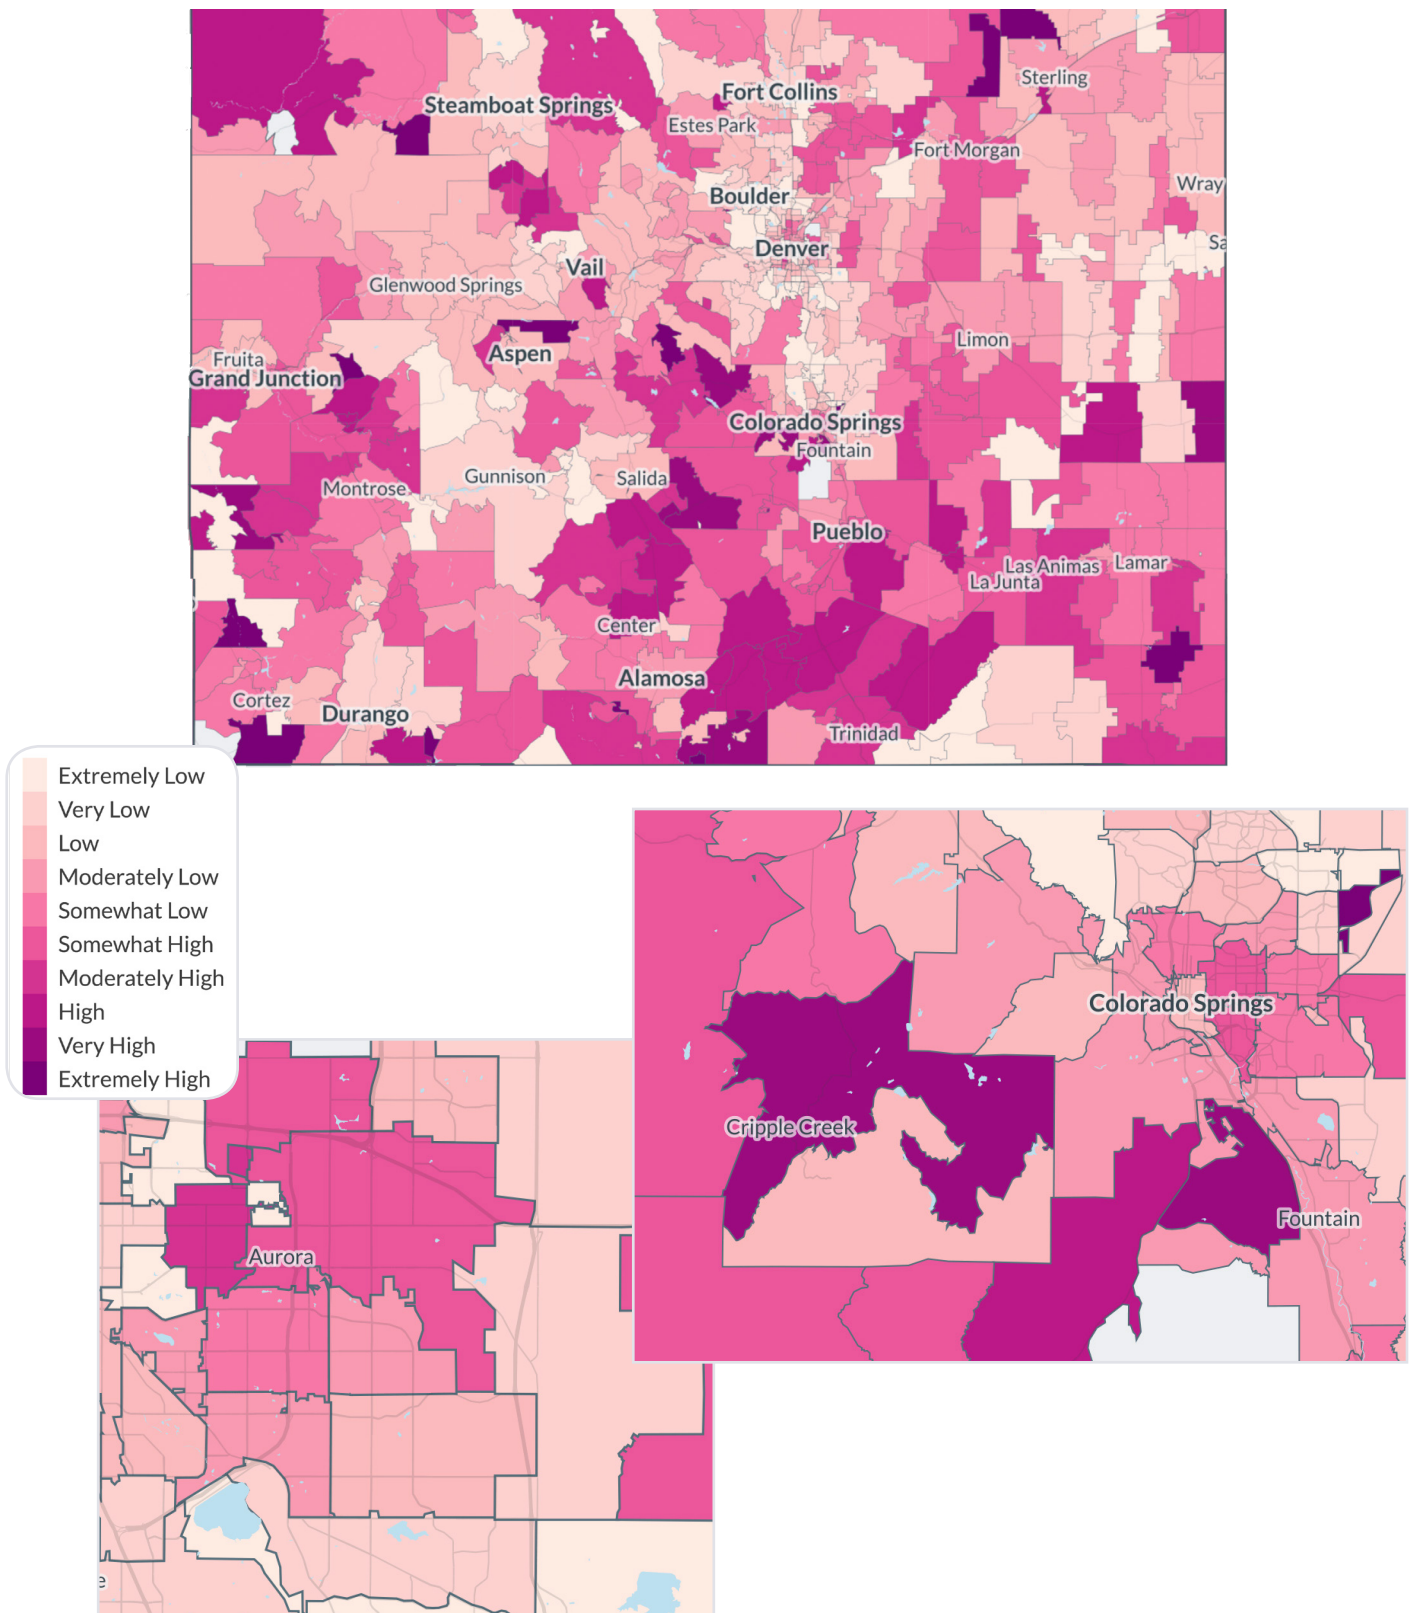 Steamboat Springs
Fort Collins
Sterling
Estes Park
Fort Morgan
Boulder
Wray
Denver
Sa
Vail
Glenwood Springs
Limon
Aspen
Fruita
Grand Junction
Colorado Springs
Fountain
Gunnison
Salida
Montrose
Pueblo
Las Animas
Lamar
La Junta
Center
Alamosa
Cortez
Durango
Trinidad
Extremely Low
Very Low
Low
Moderately Low
Somewhat Low
Somewhat High
Moderately High
High
Very High
Extremely High
Colorado Springs
Cripple Creek
Fountain
Aurora
e